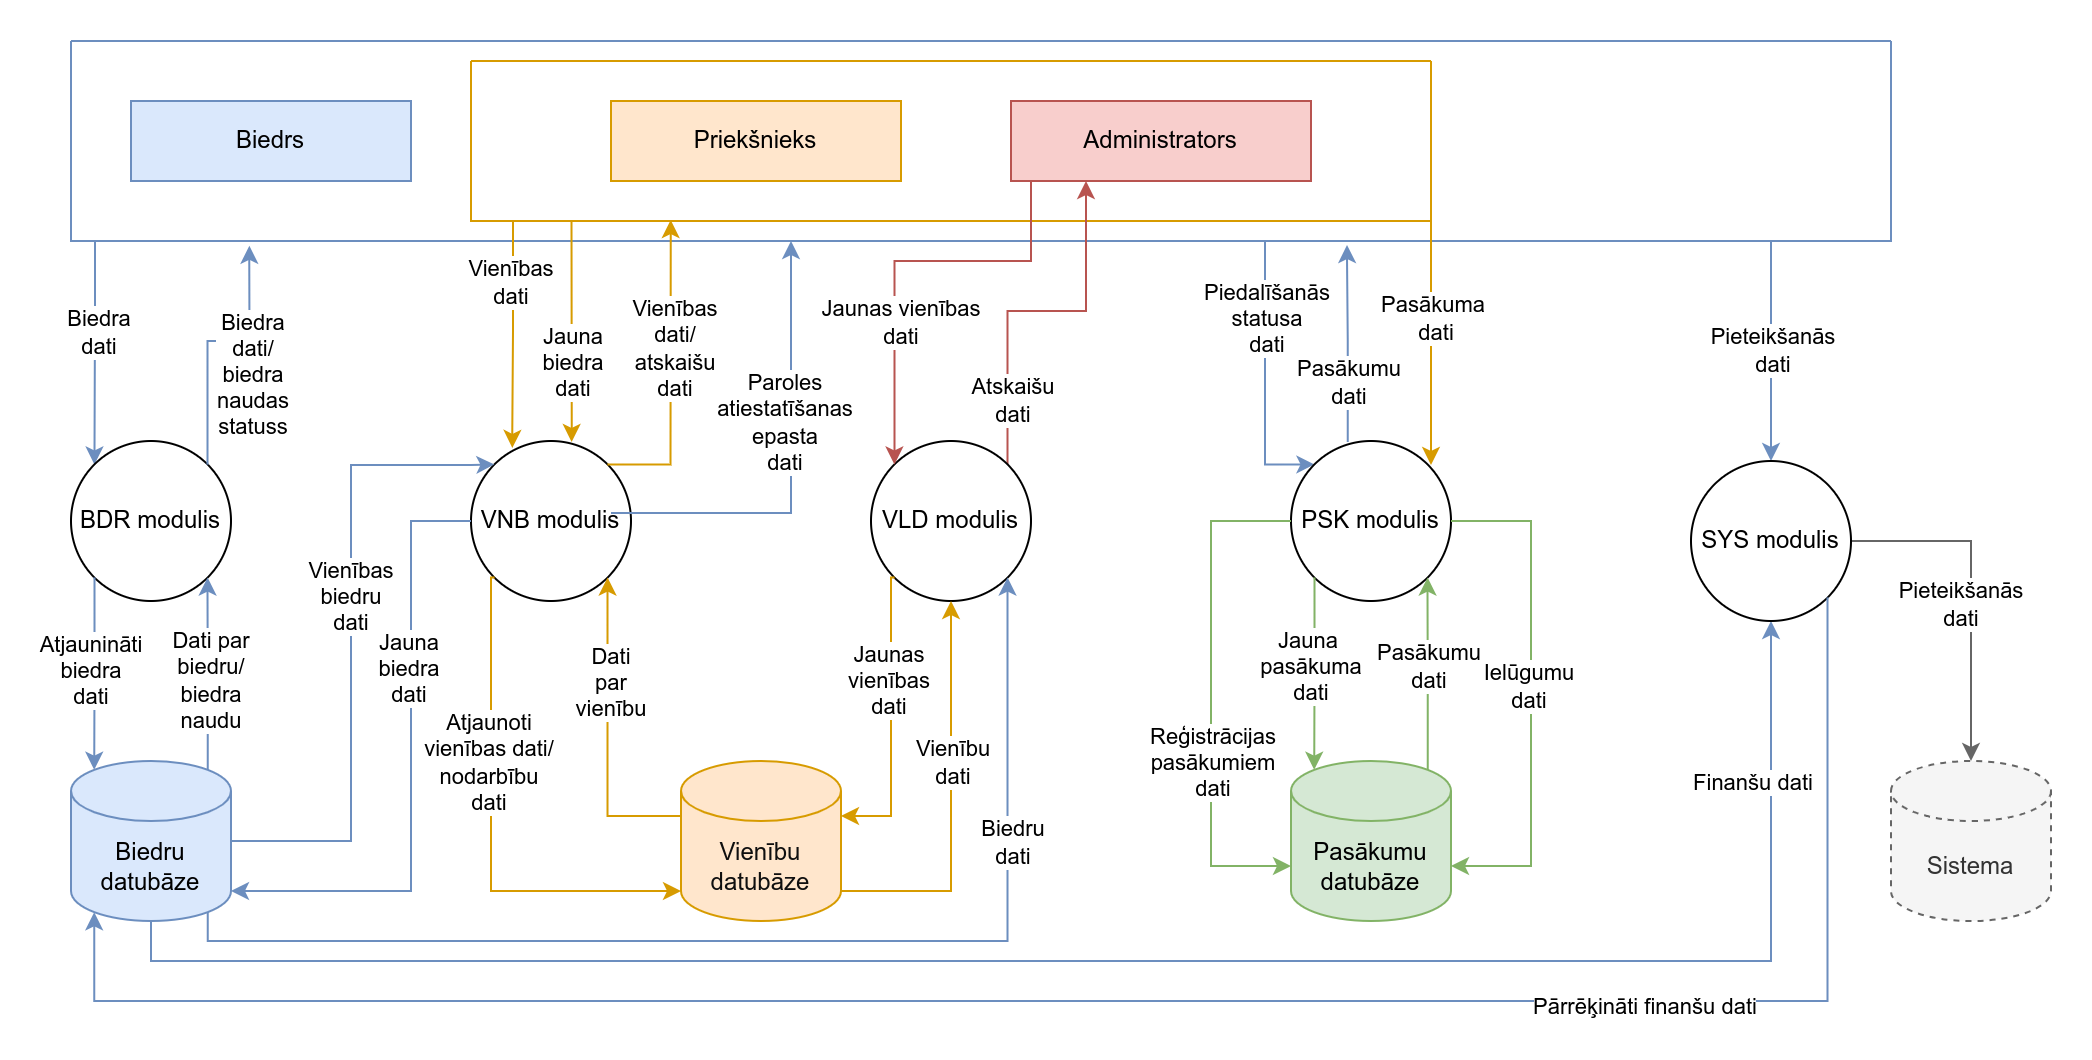 Biedrs
Priekšnieks
Administrators
Vienības
dati
Biedra
dati
Biedra
dati/
biedra
naudas
statuss
Jauna
biedra
dati
Vienības
dati/
atskaišu
dati
Paroles
atiestatīšanas
epasta
dati
Jaunas vienības
dati
Atskaišu
dati
Piedalīšanās
statusa
dati
Pasākumu
dati
Pasākuma
dati
Pieteikšanās
dati
BDR modulis
VNB modulis
VLD modulis
PSK modulis
SYS modulis
Atjaunināti
biedra
dati
Dati par
biedru/
biedra
naudu
Vienības
biedru
dati
Jauna
biedra
dati
Atjaunoti
vienības dati/
nodarbību
dati
Dati
par
vienību
Jaunas
vienības
dati
Vienību
dati
Biedru
dati
Reģistrācijas
pasākumiem
dati
Jauna
pasākuma
dati
Pasākumu
dati
Ielūgumu
dati
Finanšu dati
Pieteikšanās
dati
Biedru
datubāze
Vienību
datubāze
Pasākumu
datubāze
Sistema
Pārrēķināti finanšu dati